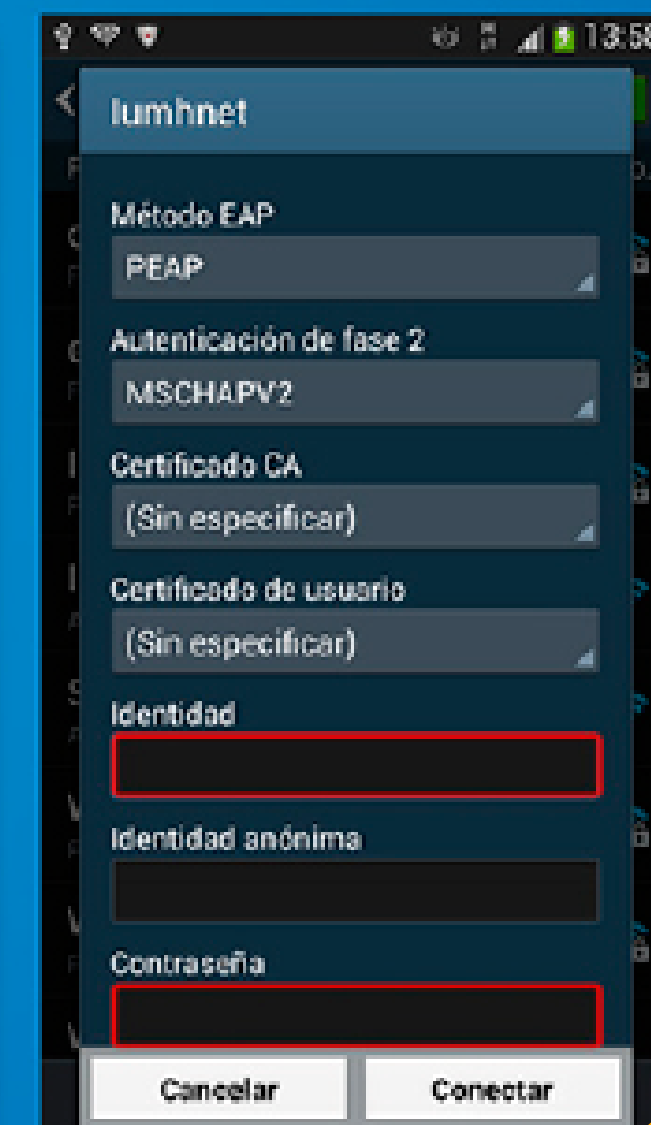 13:58
lumhnet
Método EAP
PEAP
Autenticación de fase 2
MSCHAPV2
Certificado CA
(Sin especificar)
Certificado de usuario
(Sin especificar)
Identidad
Identidad anónima
Contraseña
Cancelar
Conectar